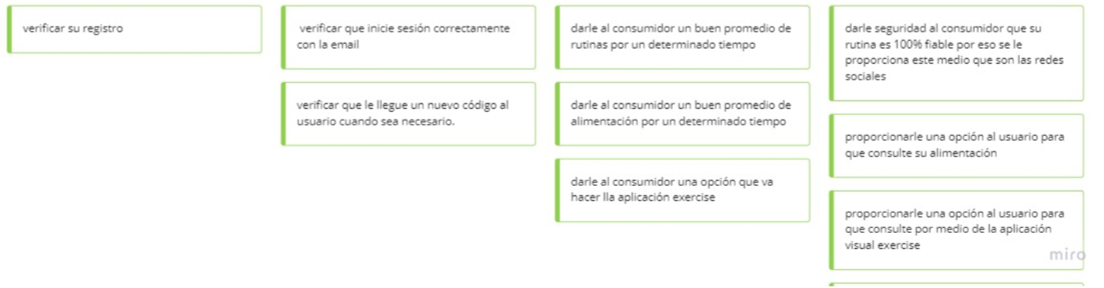 verificar su registro
verificar que inicie sesión correctamente
con la email
verificar que le llegue un nuevo código al
usuario cuando sea necesario.
darle al consumidor un buen promedio de
rutinas por un determinado tiempo
darle al consumidor un buen promedio de
alimentación por un determinado tiempo
darle al consumidor una opción que va
hacer lla aplicación exercise
darle seguridad al consumidor que su
rutina es 100% fiable por eso se le
proporciona este medio que son las redes
sociales
proporcionarle una opción al usuario para
que consulte su alimentación
proporcionarle una opción al usuario para
que consulte por medio de la aplicación
visual exercise
miro